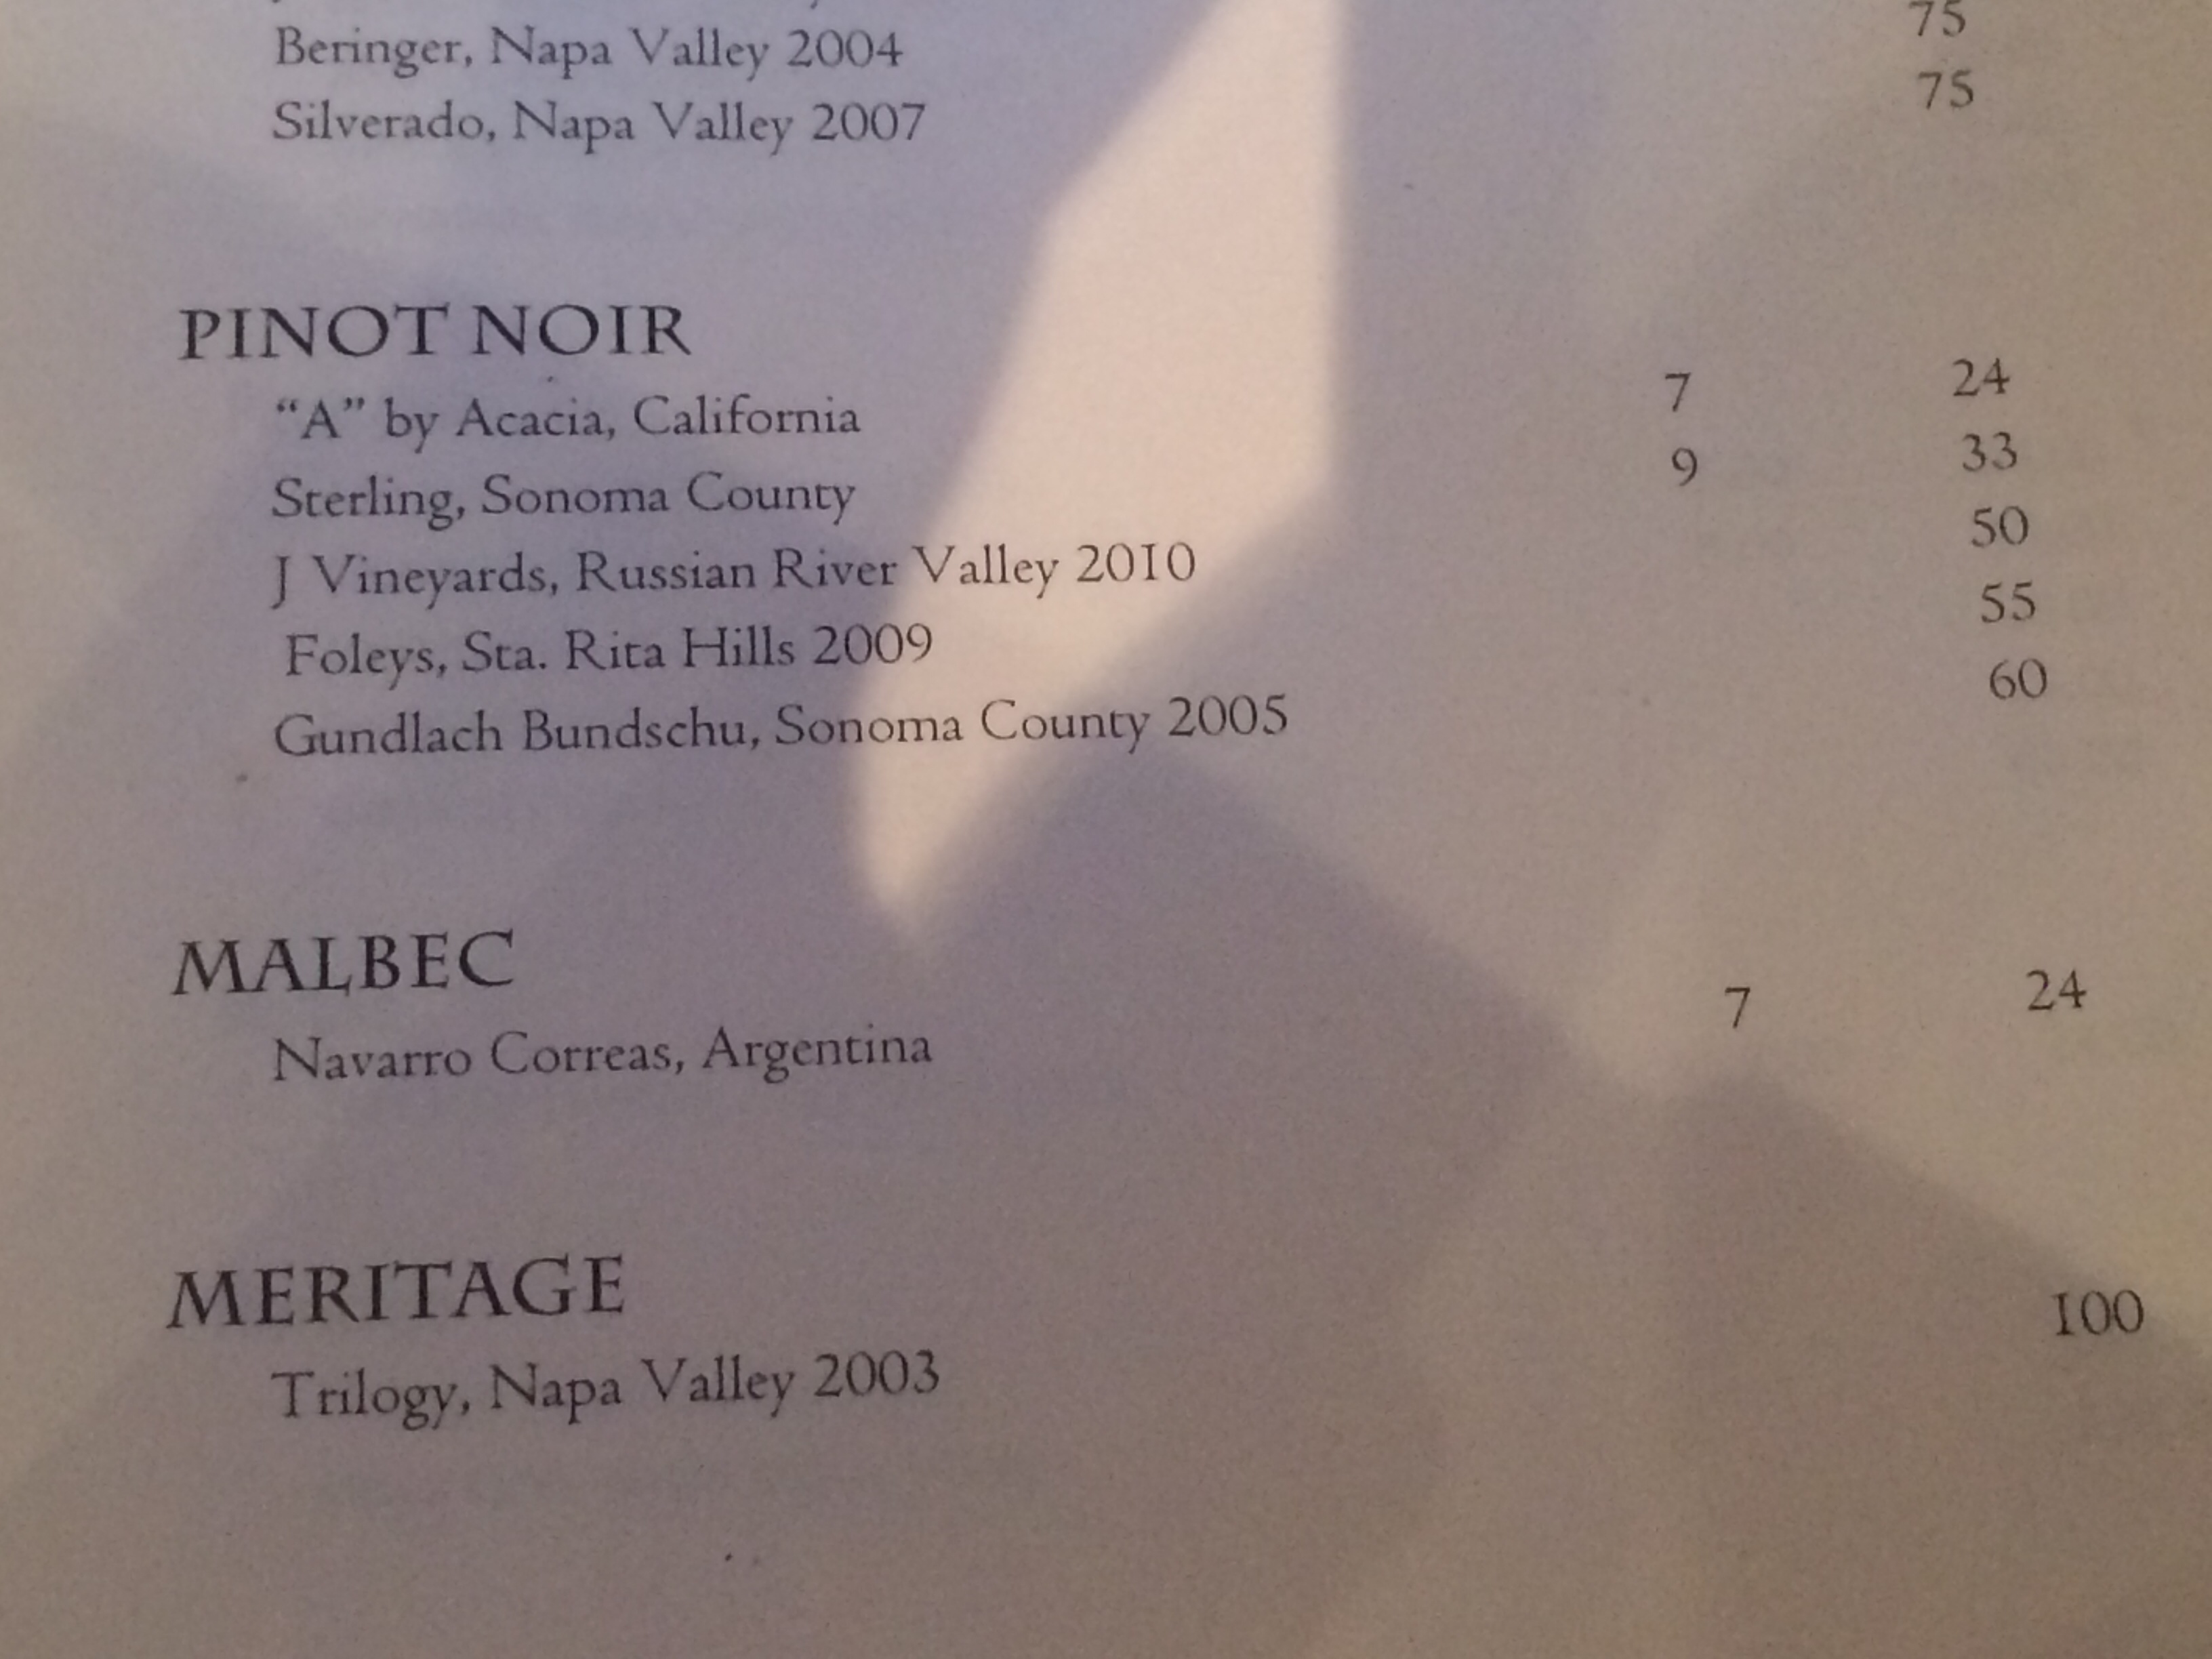 Beringer, Napa Valley 2004 75
Silverado, Napa Valley 2007 75
PINOT NOIR
“A” by Acacia, California 7 24
Sterling, Sonoma County 9 33
J Vineyards, Russian River Valley 2010 50
Foleys, Sta. Rita Hills 2009 55
Gundlach Bundschu, Sonoma County 2005 60
MALBEC
Navarro Correas, Argentina 7 24
MERITAGE
Trilogy, Napa Valley 2003 100